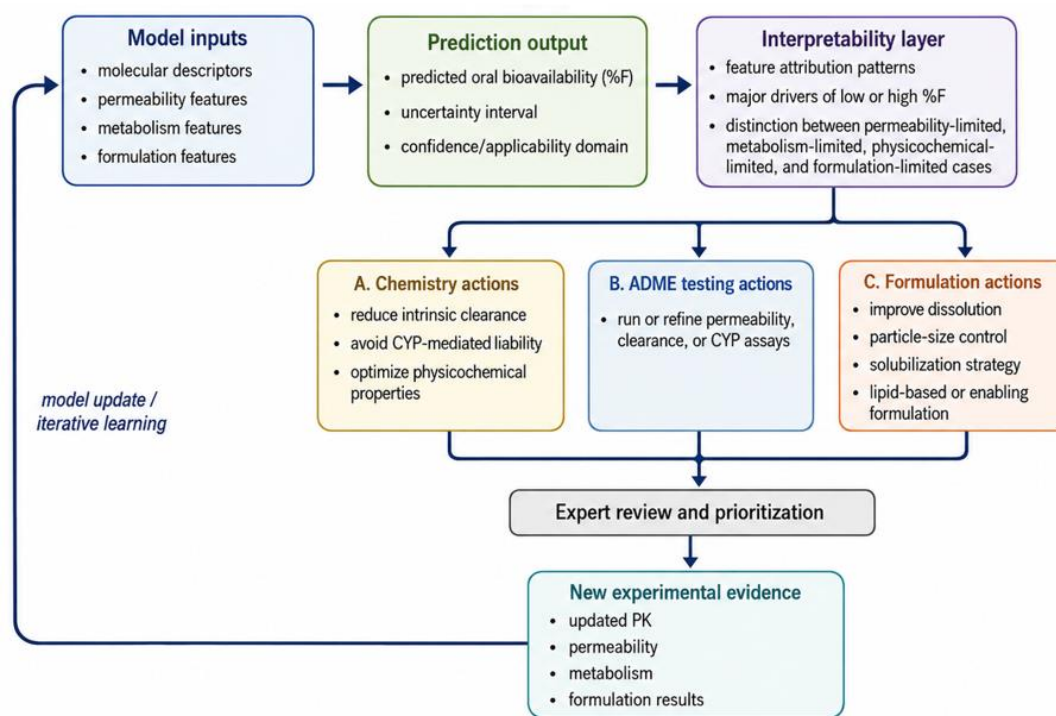 Model inputs
• molecular descriptors
• permeability features
• metabolism features
• formulation features
Prediction output
• predicted oral bioavailability (%F)
• uncertainty interval
• confidence/applicability domain
Interpretability layer
• feature attribution patterns
• major drivers of low or high %F
• distinction between permeability-limited,
metabolism-limited, physicochemical-
limited, and formulation-limited cases
A. Chemistry actions
• reduce intrinsic clearance
• avoid CYP-mediated liability
• optimize physicochemical
properties
B. ADME testing actions
• run or refine permeability,
clearance, or CYP assays
C. Formulation actions
• improve dissolution
• particle-size control
• solubilization strategy
• lipid-based or enabling
formulation
model update /
iterative learning
Expert review and prioritization
New experimental evidence
• updated PK
• permeability
• metabolism
• formulation results